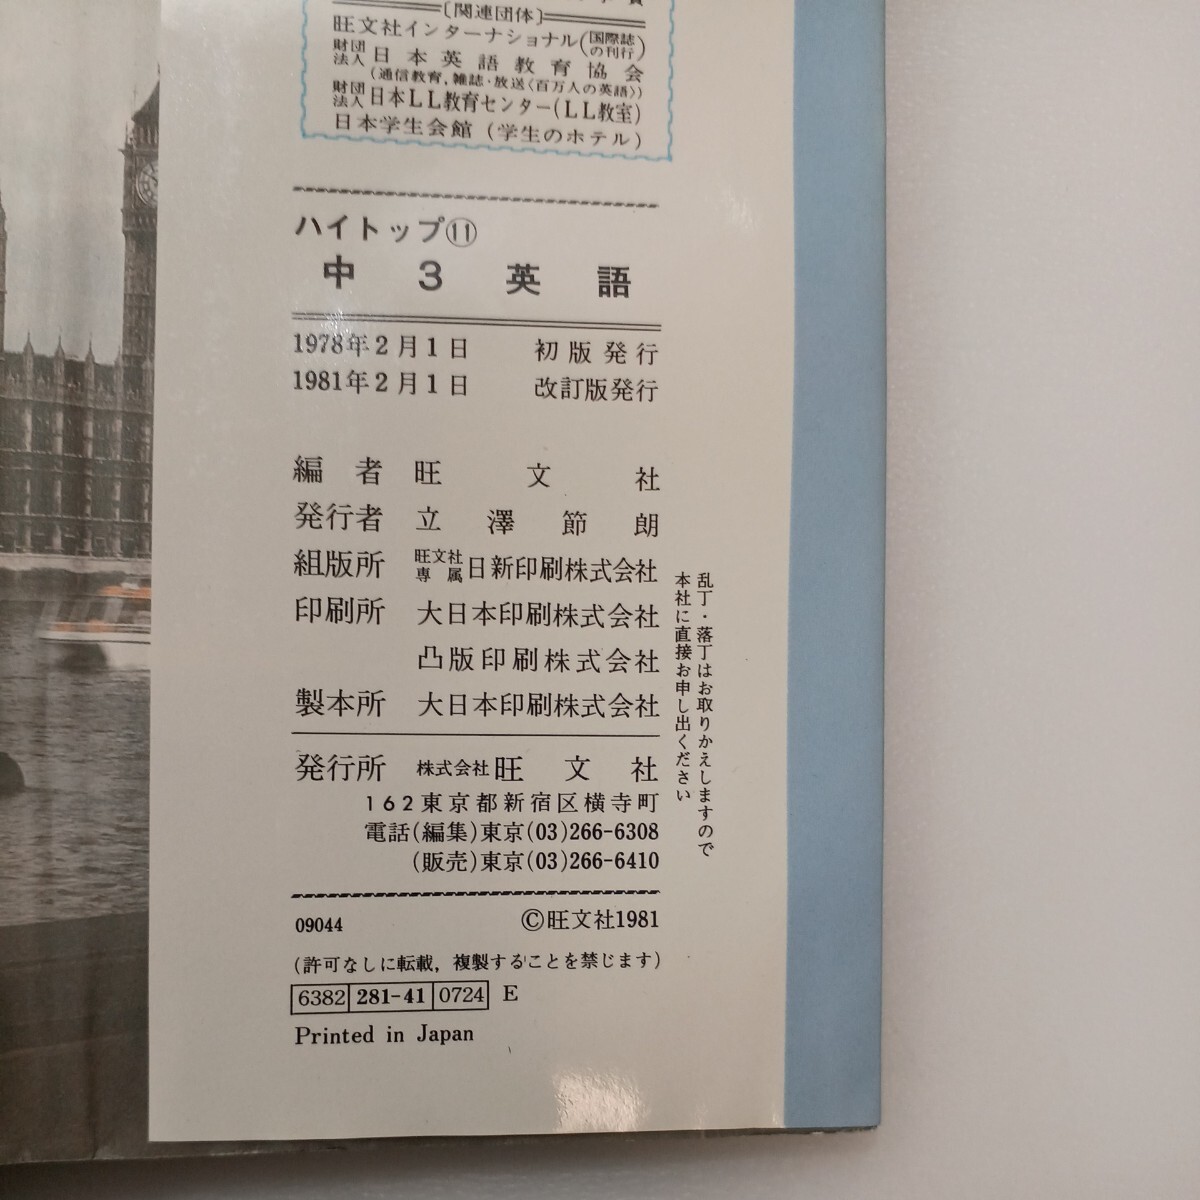 〔関連団体〕
旺文社インターナショナル(国際誌の刊行)
財団法人 日本英語教育協会
(通信教育, 雑誌・放送〈百万人の英語〉)
財団法人 日本LL教育センター(LL教室)
日本学生会館 (学生のホテル)
ハイトップ⑪
中3英語
1978年2月1日 初版発行
1981年2月1日 改訂版発行
編者 旺文社
発行者 立澤節朗
組版所 旺文社専属 日新印刷株式会社
印刷所 大日本印刷株式会社
凸版印刷株式会社
製本所 大日本印刷株式会社
発行所 株式会社 旺文社
162 東京都新宿区横寺町
電話(編集)東京(03)266-6308
(販売)東京(03)266-6410
乱丁・落丁はお取りかえしますので
本社に直接お申し出ください
09044 ©旺文社1981
(許可なしに転載, 複製することを禁じます)
6382 281-41 0724 E
Printed in Japan